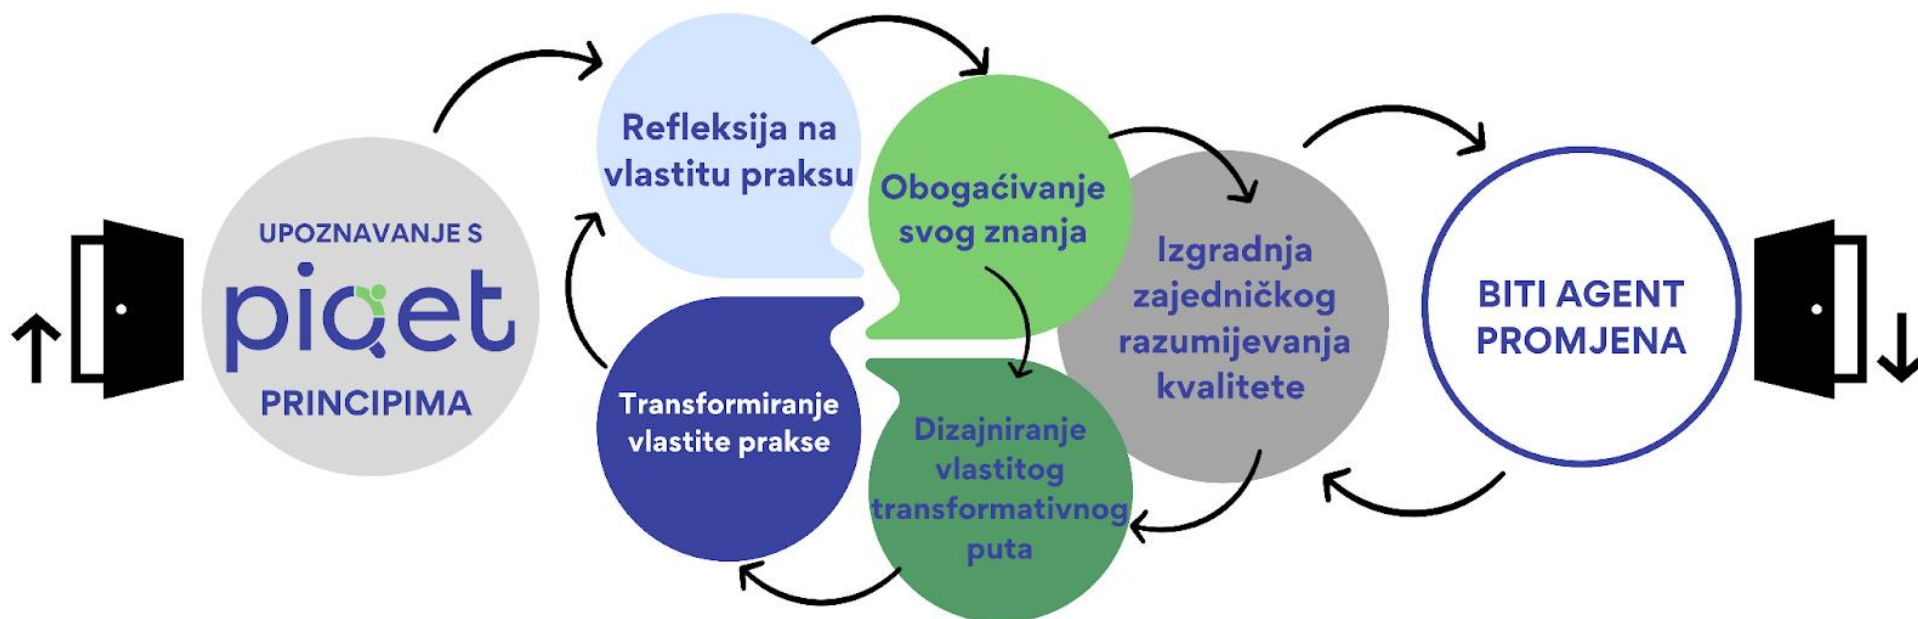 UPOZNAVANJE S
piqet
PRINCIPIMA
Refleksija na
vlastitu praksu
Obogaćivanje
svog znanja
Izgradnja
zajedničkog
razumijevanja
kvalitete
BITI AGENT
PROMJENA
Transformiranje
vlastite prakse
Dizajniranje
vlastitog
transformativnog
puta